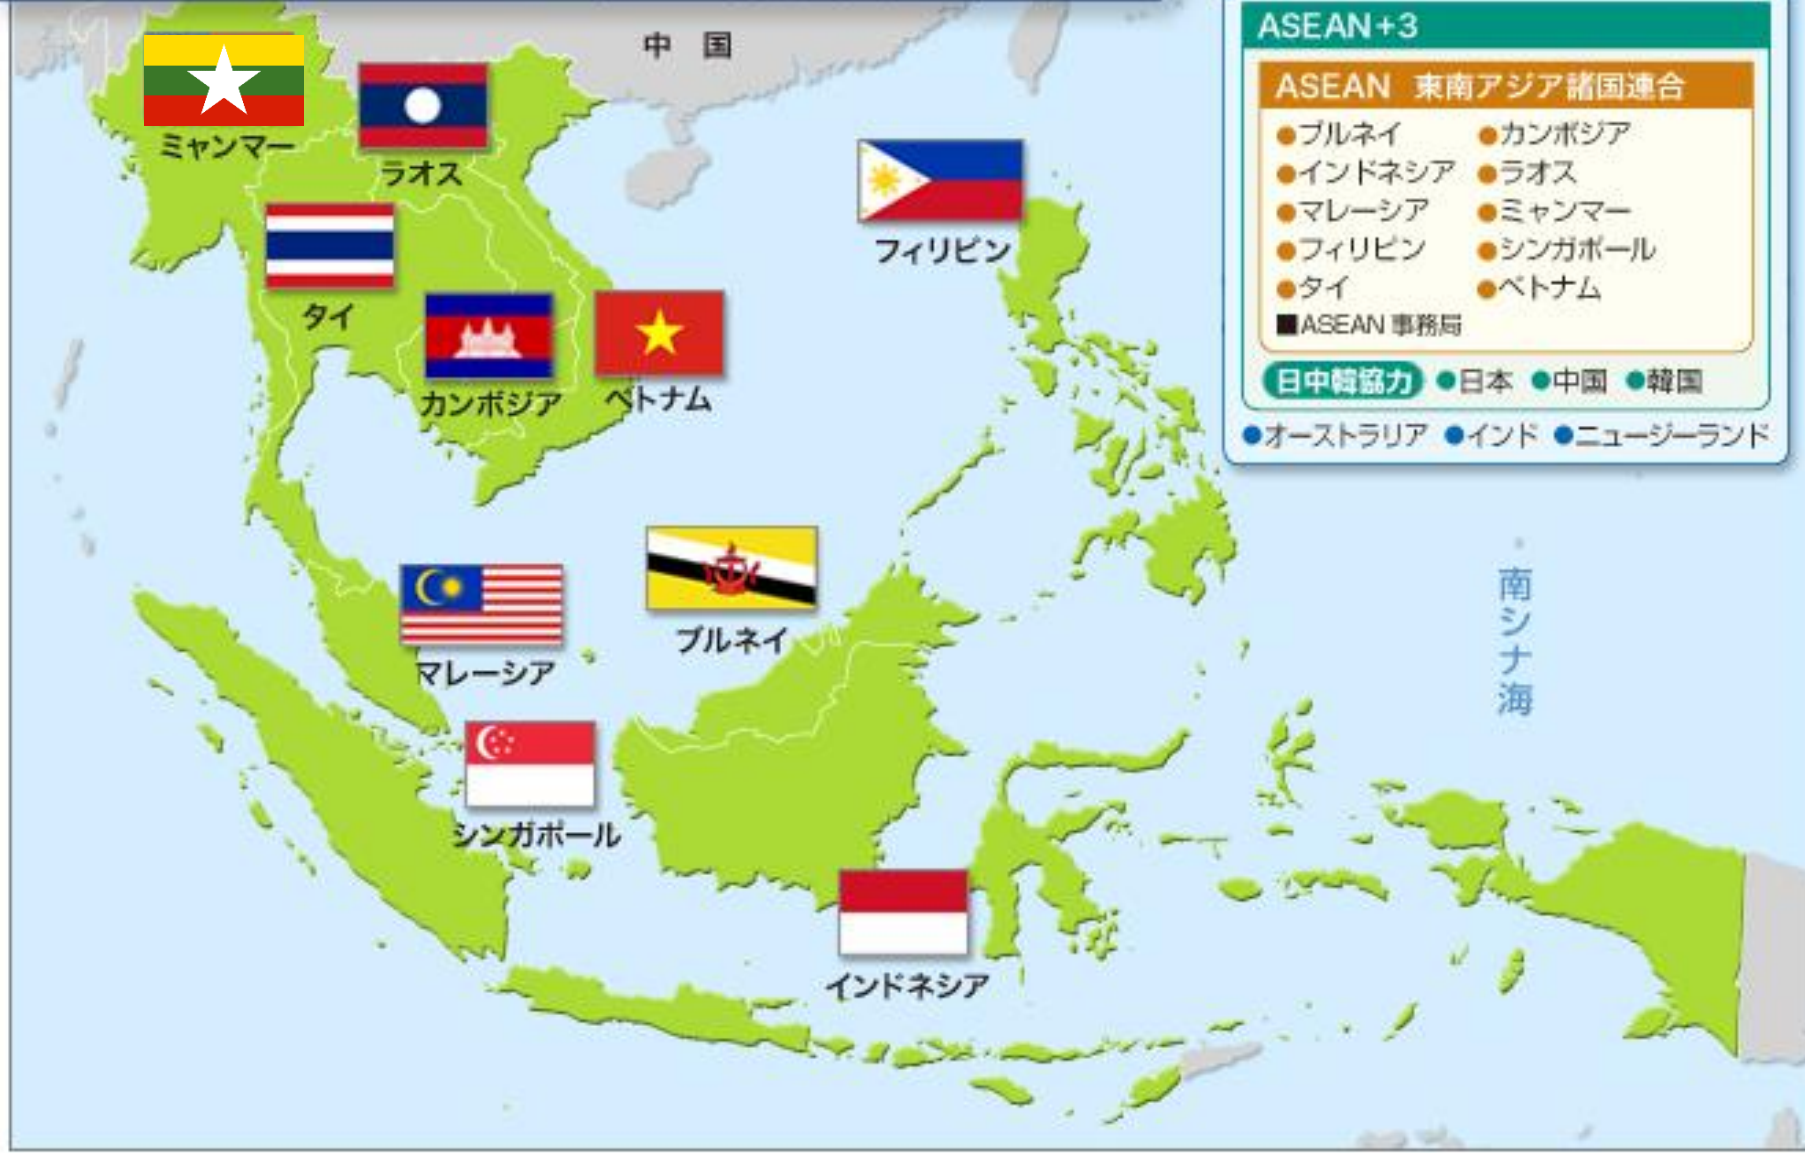 中国
ミャンマー
ラオス
タイ
カンボジア
ベトナム
フィリピン
マレーシア
ブルネイ
シンガポール
インドネシア
南シナ海
ASEAN+3
ASEAN 東南アジア諸国連合
●ブルネイ ●カンボジア
●インドネシア ●ラオス
●マレーシア ●ミャンマー
●フィリピン ●シンガポール
●タイ ●ベトナム
■ASEAN 事務局
日中韓協力 ●日本 ●中国 ●韓国
●オーストラリア ●インド ●ニュージーランド